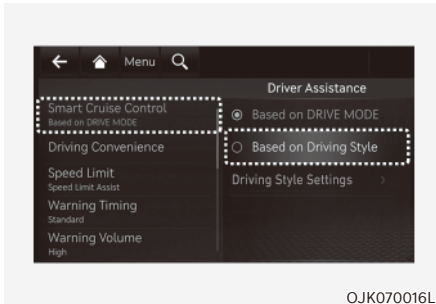 Menu
Driver Assistance
Smart Cruise Control
Based on DRIVE MODE
Driving Convenience
Speed Limit
Speed Limit Assist
Warning Timing
Standard
Warning Volume
High
Based on DRIVE MODE
Based on Driving Style
Driving Style Settings
OJK070016L